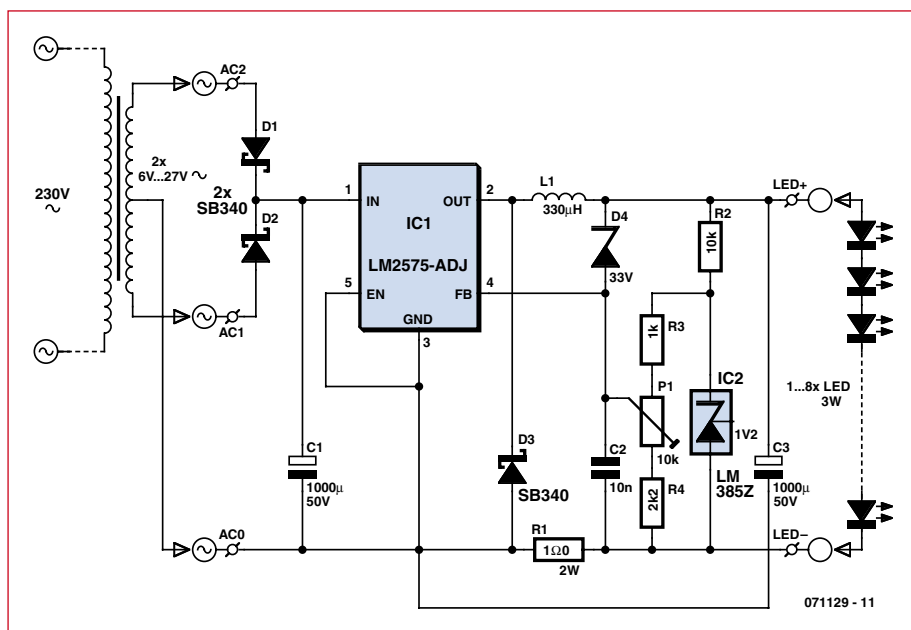 230V
~
2x
6V...27V ~
AC2
AC1
AC0
D1
2x
SB340
D2
C1
1000µ
50V
1
IN
OUT
2
IC1
LM2575-ADJ
5
EN
FB
4
GND
3
L1
330µH
D4
33V
D3
SB340
R1
1Ω0
2W
C2
10n
R2
10k
R3
1k
P1
10k
R4
2k2
IC2
1V2
LM
385Z
C3
1000µ
50V
LED+
1...8x LED
3W
LED–
071129 - 11